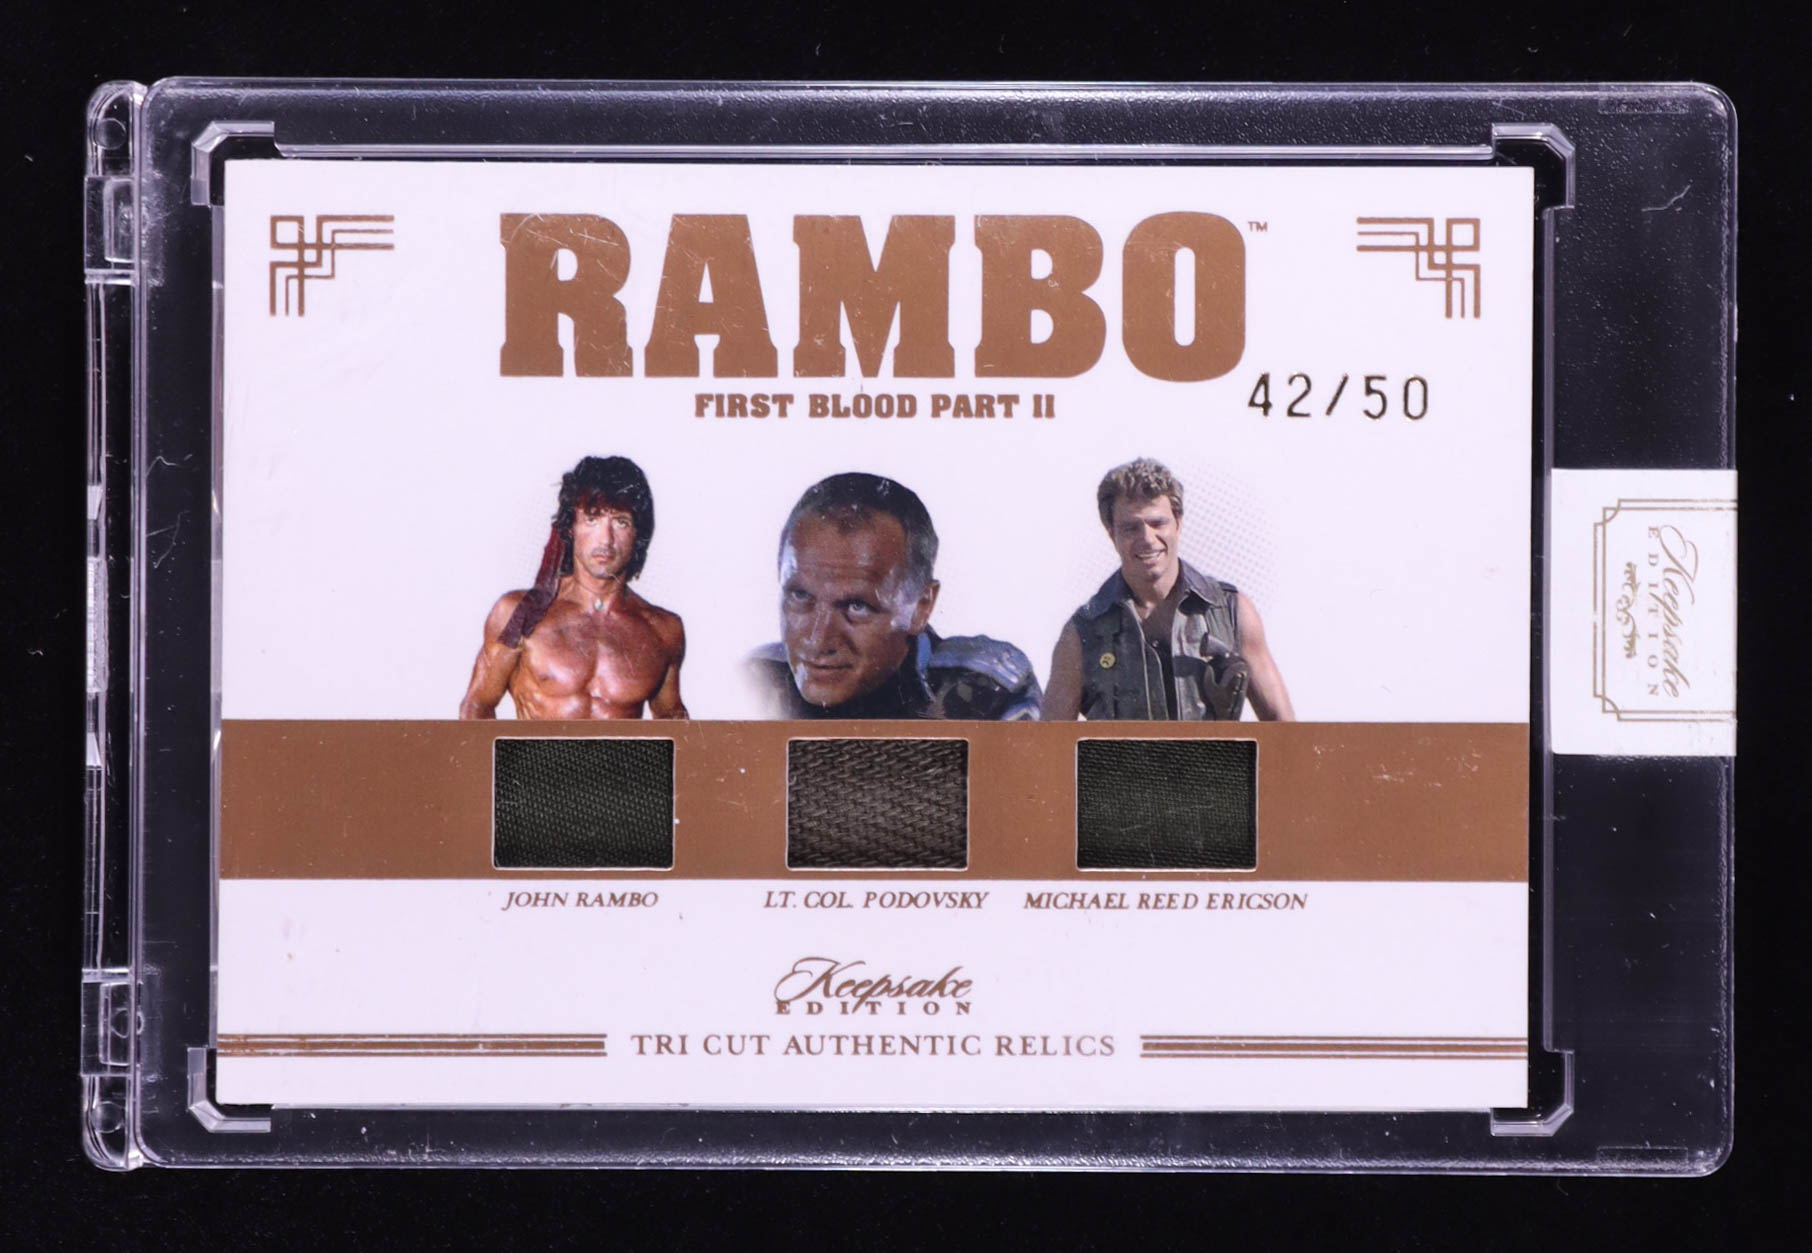 RAMBO™
FIRST BLOOD PART II
42/50
JOHN RAMBO
LT. COL. PODOVSKY
MICHAEL REED ERICSON
Keepsake
EDITION
TRI CUT AUTHENTIC RELICS
Keepsake
EDITION